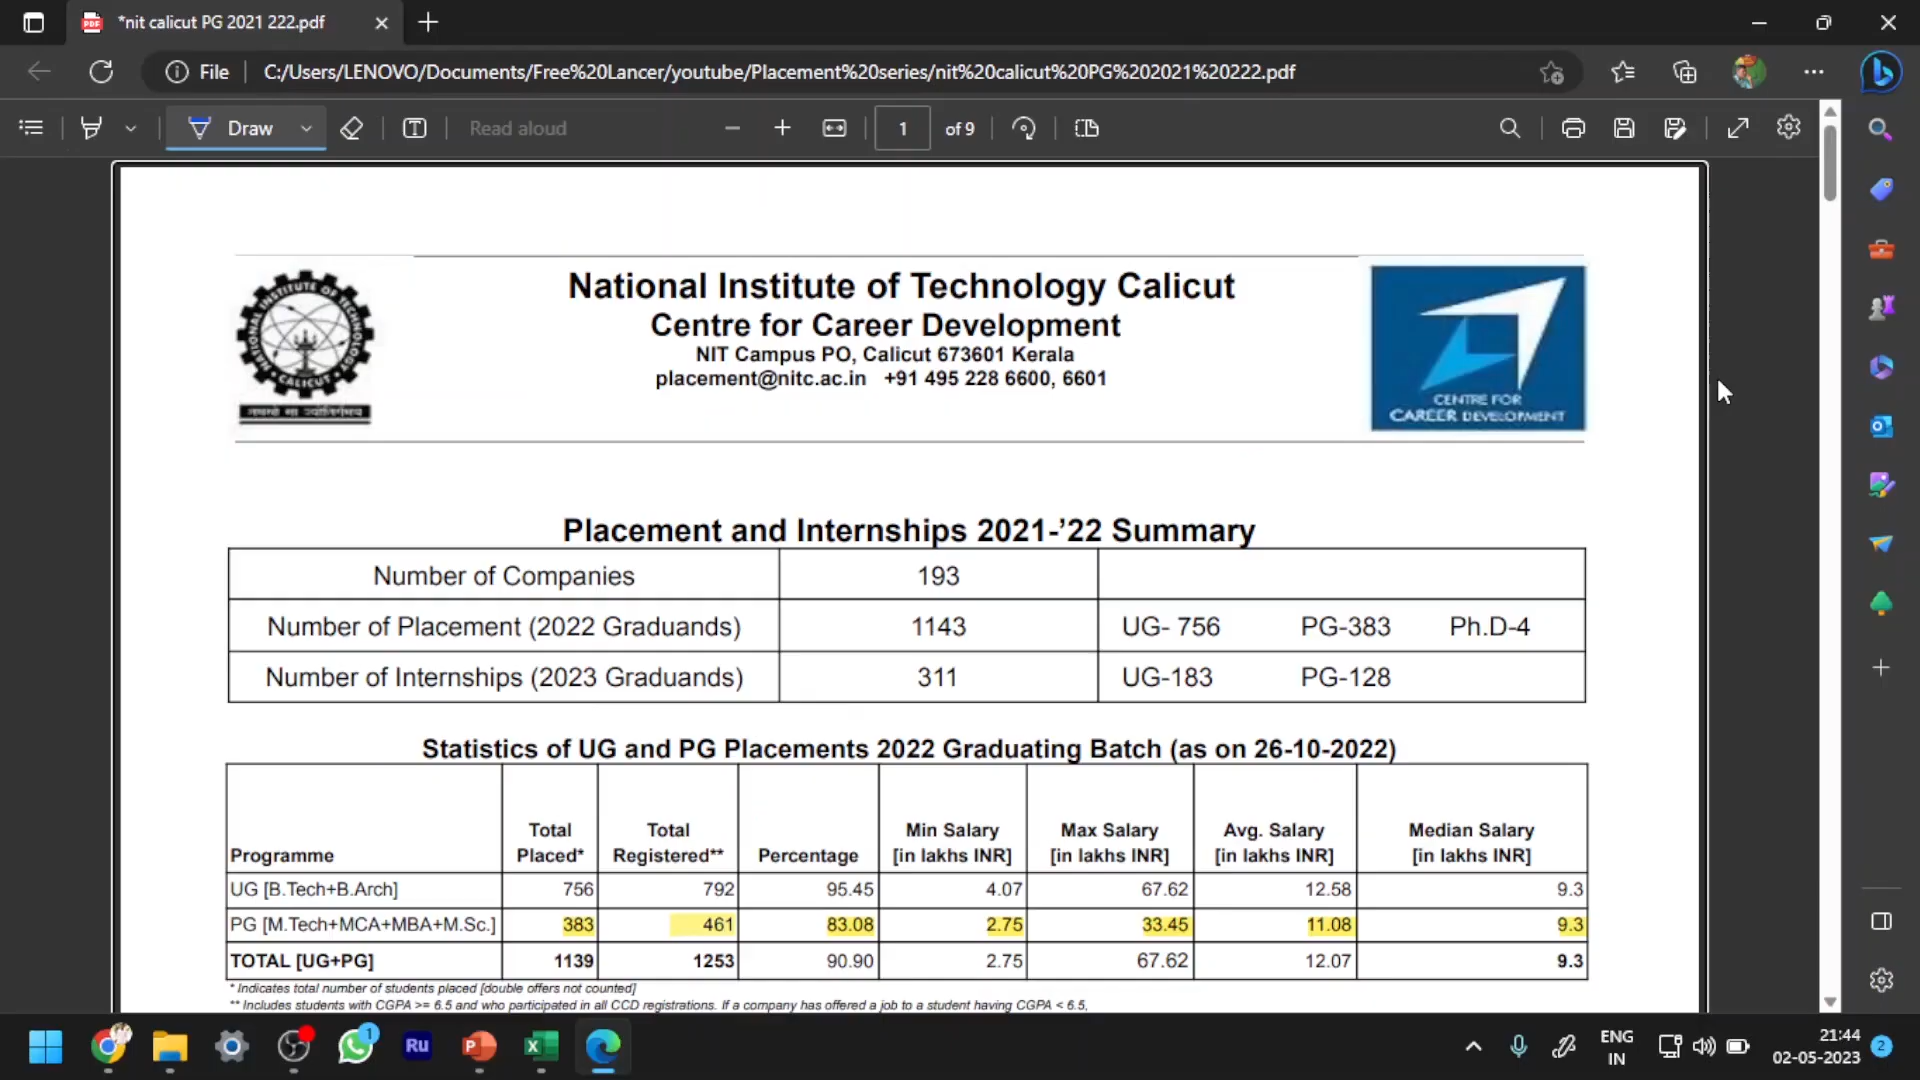 *nit calicut PG 2021 222.pdf
File C:/Users/LENOVO/Documents/Free%20Lancer/youtube/Placement%20series/nit%20calicut%20PG%202021%20222.pdf
Draw Read aloud 1 of 9
National Institute of Technology Calicut
Centre for Career Development
NIT Campus PO, Calicut 673601 Kerala
placement@nitc.ac.in +91 495 228 6600, 6601
NATIONAL INSTITUTE OF TECHNOLOGY
CALICUT
CENTRE FOR
CAREER DEVELOPMENT
Placement and Internships 2021-’22 Summary
Number of Companies 193
Number of Placement (2022 Graduands) 1143 UG- 756 PG-383 Ph.D-4
Number of Internships (2023 Graduands) 311 UG-183 PG-128
Statistics of UG and PG Placements 2022 Graduating Batch (as on 26-10-2022)
Programme Total Placed* Total Registered** Percentage Min Salary [in lakhs INR] Max Salary [in lakhs INR] Avg. Salary [in lakhs INR] Median Salary [in lakhs INR]
UG [B.Tech+B.Arch] 756 792 95.45 4.07 67.62 12.58 9.3
PG [M.Tech+MCA+MBA+M.Sc.] 383 461 83.08 2.75 33.45 11.08 9.3
TOTAL [UG+PG] 1139 1253 90.90 2.75 67.62 12.07 9.3
* Indicates total number of students placed [double offers not counted]
** Includes students with CGPA >= 6.5 and who participated in all CCD registrations. If a company has offered a job to a student having CGPA < 6.5,
1 Ru P X ENG 21:44
IN 02-05-2023 2